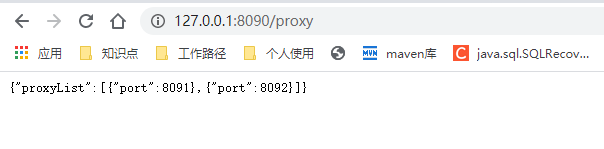 127.0.0.1:8090/proxy
应用 知识点 工作路径 个人使用 MVN maven库 C java.sql.SQLRecov...
{"proxyList":[{"port":8091},{"port":8092}]}